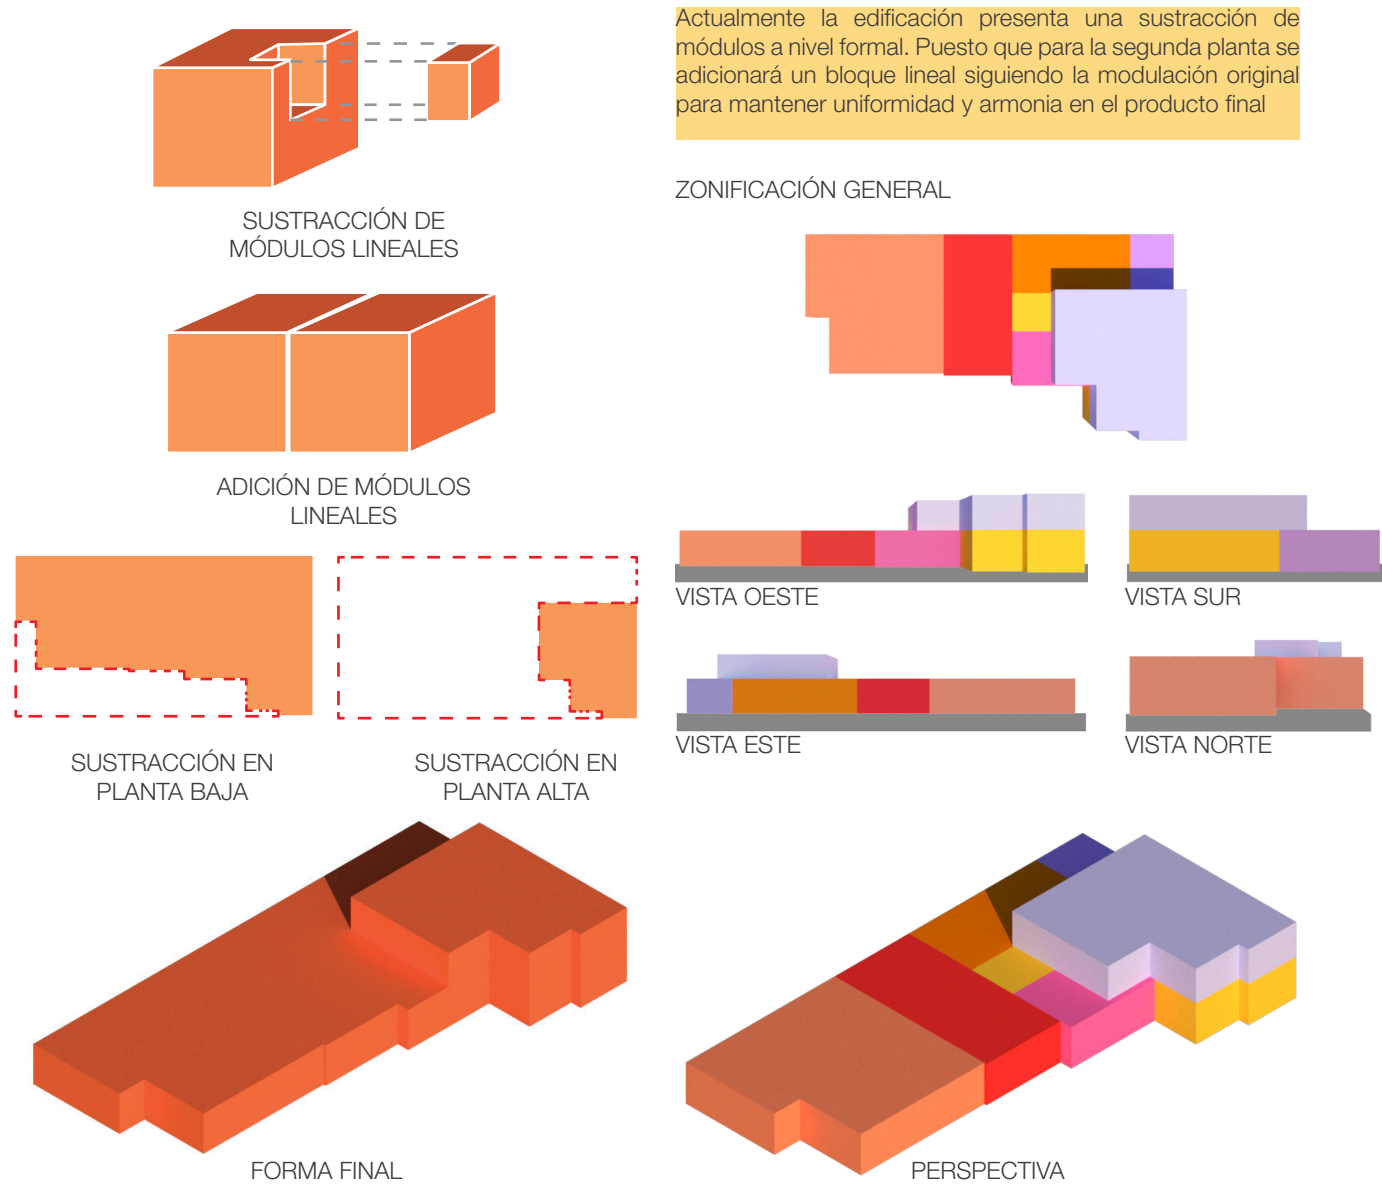 Actualmente la edificación presenta una sustracción de
módulos a nivel formal. Puesto que para la segunda planta se
adicionará un bloque lineal siguiendo la modulación original
para mantener uniformidad y armonia en el producto final
SUSTRACCIÓN DE
MÓDULOS LINEALES
ADICIÓN DE MÓDULOS
LINEALES
SUSTRACCIÓN EN
PLANTA BAJA
SUSTRACCIÓN EN
PLANTA ALTA
FORMA FINAL
ZONIFICACIÓN GENERAL
VISTA OESTE
VISTA SUR
VISTA ESTE
VISTA NORTE
PERSPECTIVA